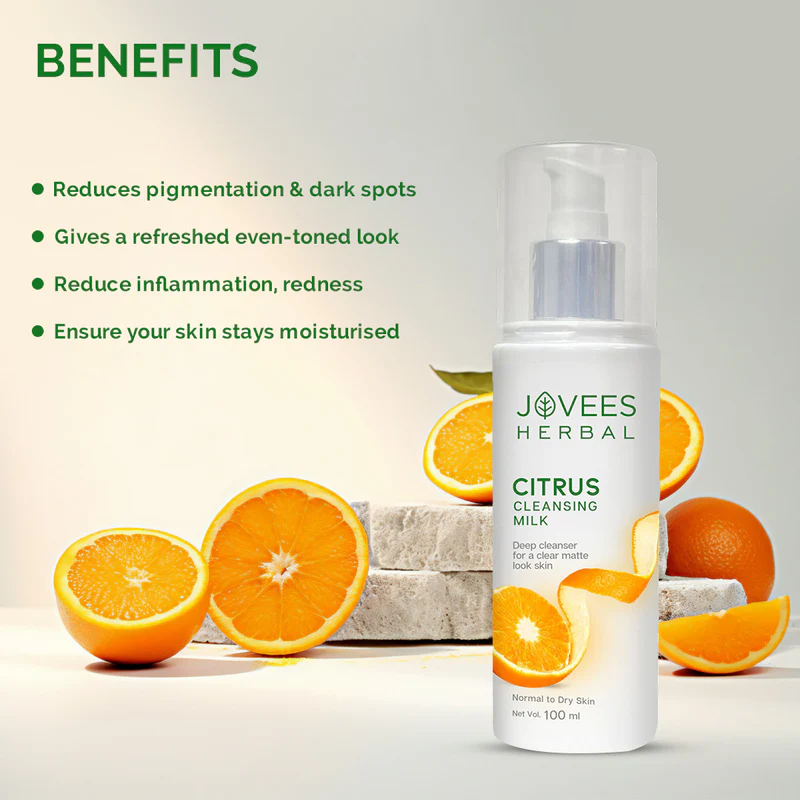 BENEFITS
Reduces pigmentation & dark spots
Gives a refreshed even-toned look
Reduce inflammation, redness
Ensure your skin stays moisturised
JOVEES
HERBAL
CITRUS
CLEANSING
MILK
Deep cleanser
for a clear matte
look skin
Normal to Dry Skin
Net Vol. 100 ml